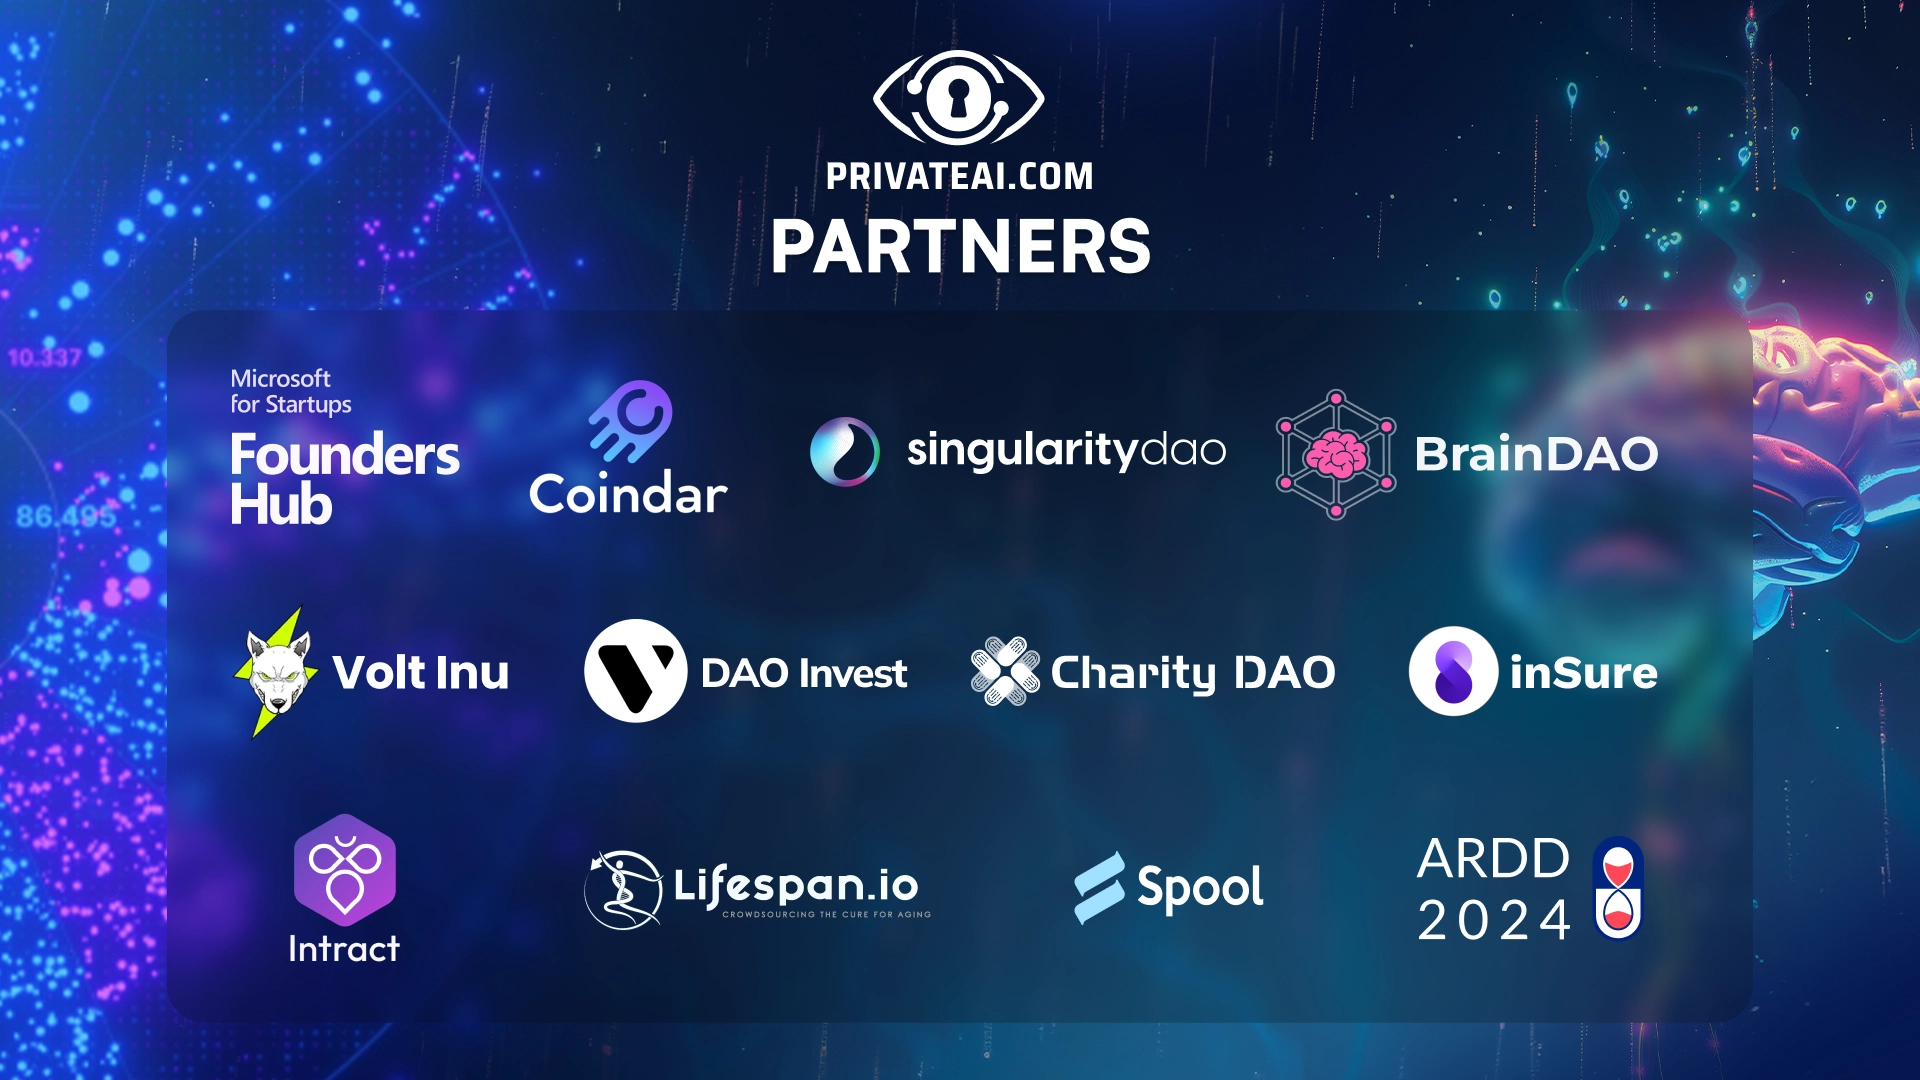 PRIVATEAI.COM
PARTNERS
10.337
86.495
Microsoft
for Startups
Founders
Hub
Coindar
singularitydao
BrainDAO
Volt Inu
DAO Invest
Charity DAO
inSure
Intract
Lifespan.io
CROWDSOURCING THE CURE FOR AGING
Spool
ARDD
2024